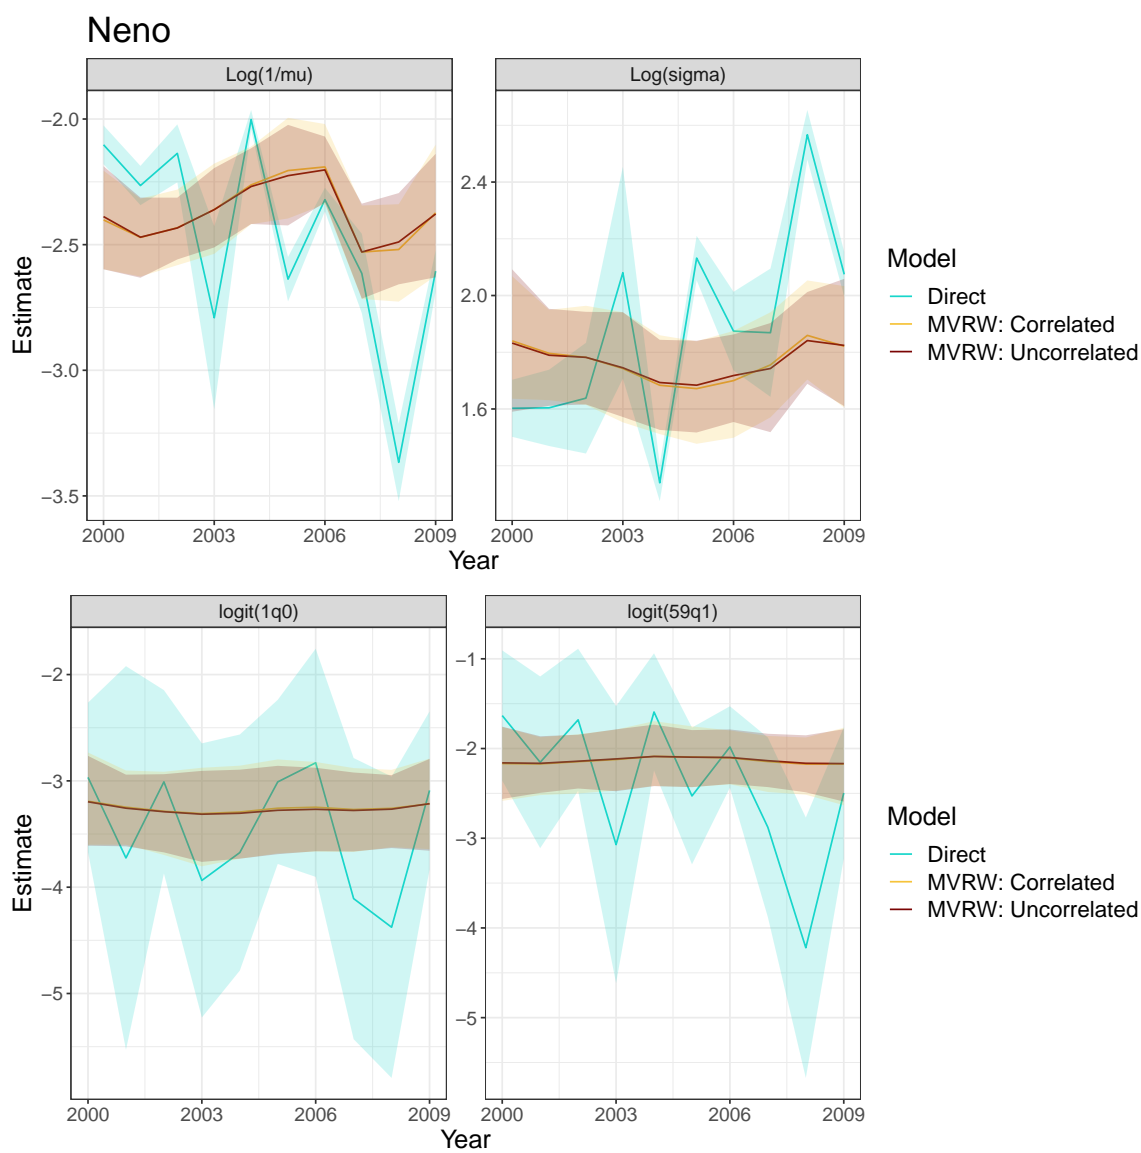 Neno
Log(1/mu)
Log(sigma)
−2.0
−2.5
−3.0
−3.5
2.4
2.0
1.6
Estimate
2000
2003
2006
2009
2000
2003
2006
2009
Year
Model
Direct
MVRW: Correlated
MVRW: Uncorrelated
logit(1q0)
logit(59q1)
−2
−3
−4
−5
−1
−2
−3
−4
−5
Estimate
2000
2003
2006
2009
2000
2003
2006
2009
Year
Model
Direct
MVRW: Correlated
MVRW: Uncorrelated